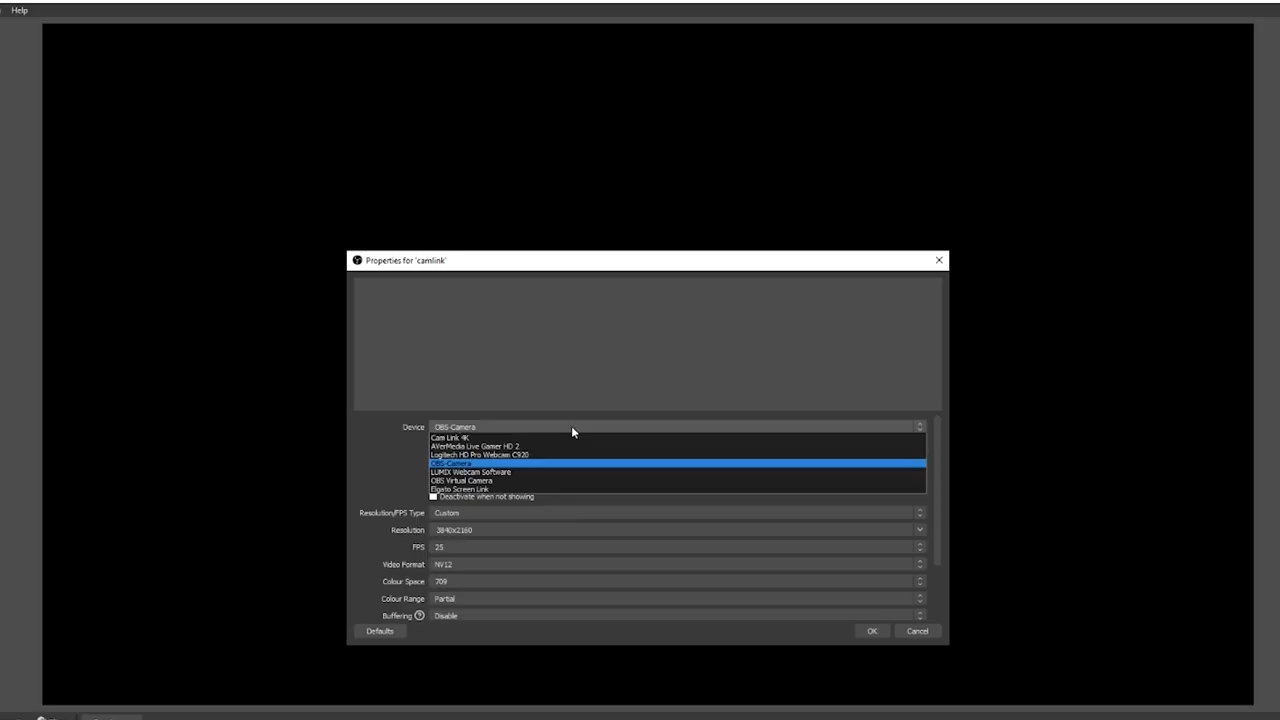 Help
Properties for 'camlink'
Device OBS-Camera
Cam Link 4K
AVerMedia Live Gamer HD 2
Logitech HD Pro Webcam C920
OBS-Camera
LUMIX Webcam Software
OBS Virtual Camera
Elgato Screen Link
Deactivate when not showing
Resolution/FPS Type Custom
Resolution 3840x2160
FPS 25
Video Format NV12
Colour Space 709
Colour Range Partial
Buffering ? Disable
Defaults OK Cancel